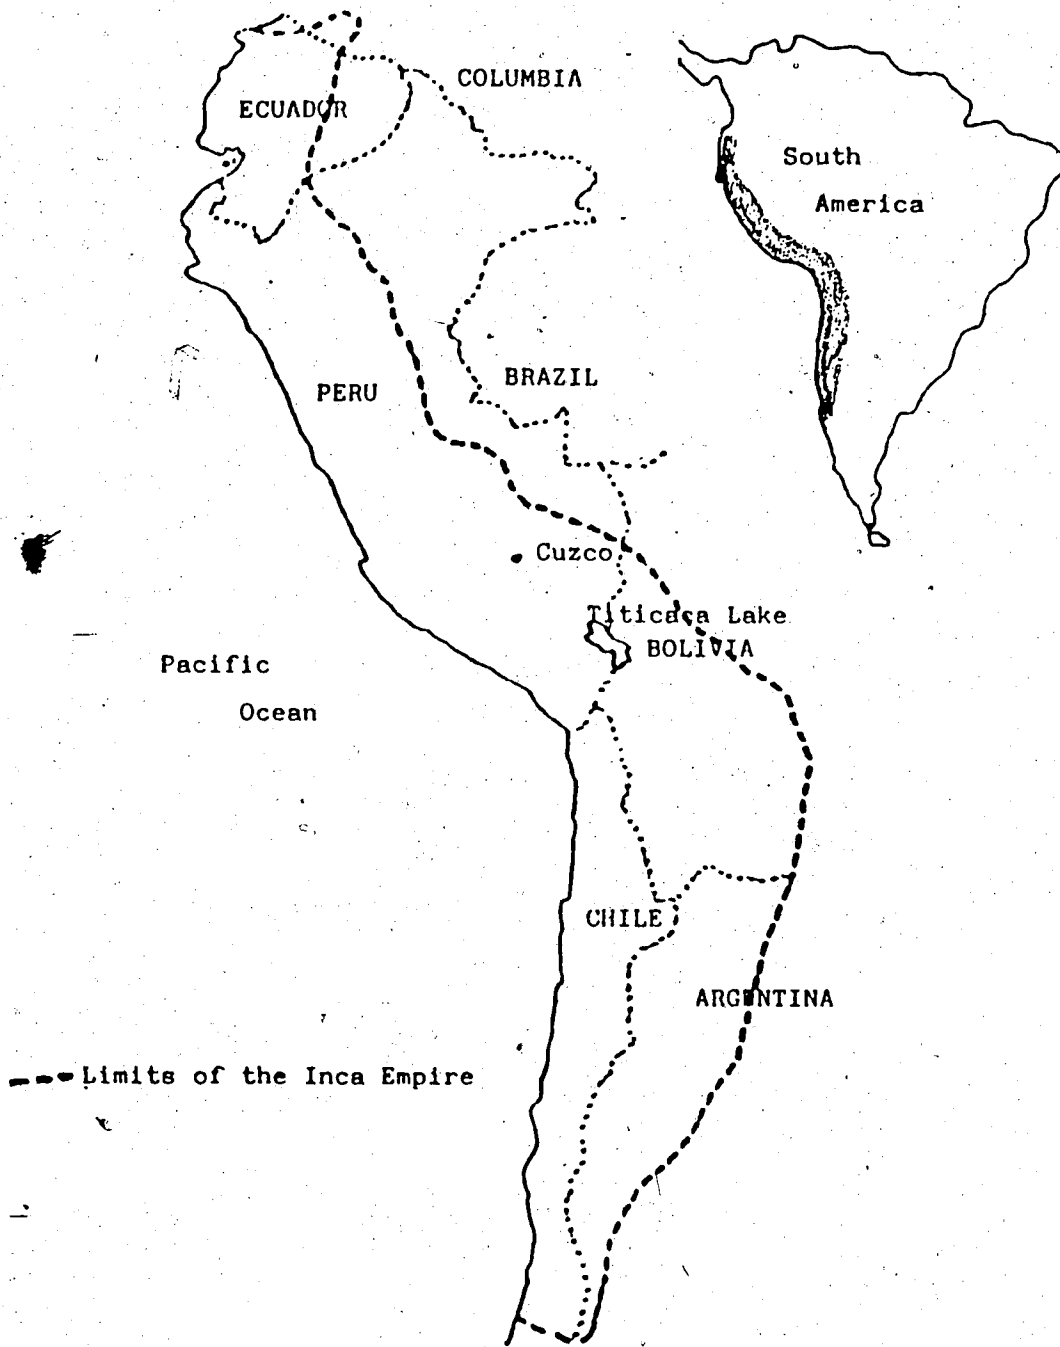 COLUMBIA
ECUADOR
South
America
PERU
BRAZIL
Cuzco
Titicaca Lake
BOLIVIA
Pacific
Ocean
CHILE
ARGENTINA
Limits of the Inca Empire